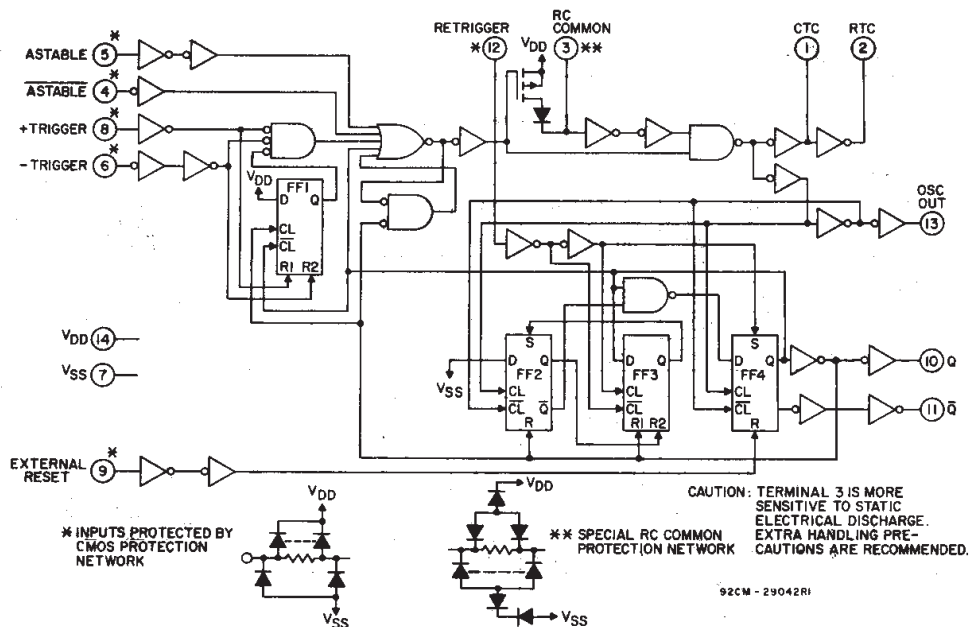 RETRIGGER
*12
RC
COMMON
3 **
CTC
1
RTC
2
VDD
ASTABLE 5 *
ASTABLE 4 *
+TRIGGER 8 *
-TRIGGER 6 *
VDD
FF1
D Q
CL
CL
R1 R2
OSC
OUT
13
VDD 14
VSS 7
S
D Q
FF2
CL
CL Q
R
VSS
D Q
FF3
CL
CL
R1 R2
S
D Q
FF4
CL
CL
R
10 Q
11 Q
EXTERNAL
RESET 9 *
* INPUTS PROTECTED BY
CMOS PROTECTION
NETWORK
VDD
VSS
VDD
VSS
** SPECIAL RC COMMON
PROTECTION NETWORK
CAUTION: TERMINAL 3 IS MORE
SENSITIVE TO STATIC
ELECTRICAL DISCHARGE.
EXTRA HANDLING PRE-
CAUTIONS ARE RECOMMENDED.
92CM-29042R1